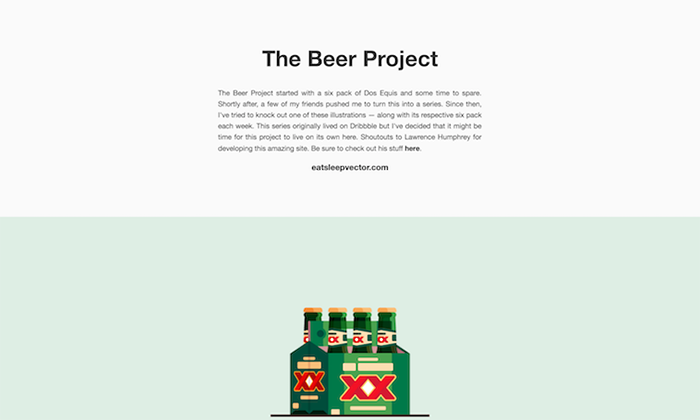 The Beer Project
The Beer Project started with a six pack of Dos Equis and some time to spare.
Shortly after, a few of my friends pushed me to turn this into a series. Since then,
I've tried to knock out one of these illustrations — along with its respective six pack
each week. This series originally lived on Dribbble but I've decided that it might be
time for this project to live on its own here. Shoutouts to Lawrence Humphrey for
developing this amazing site. Be sure to check out his stuff here.
eatsleepvector.com
XX XX XX XX
XX XX